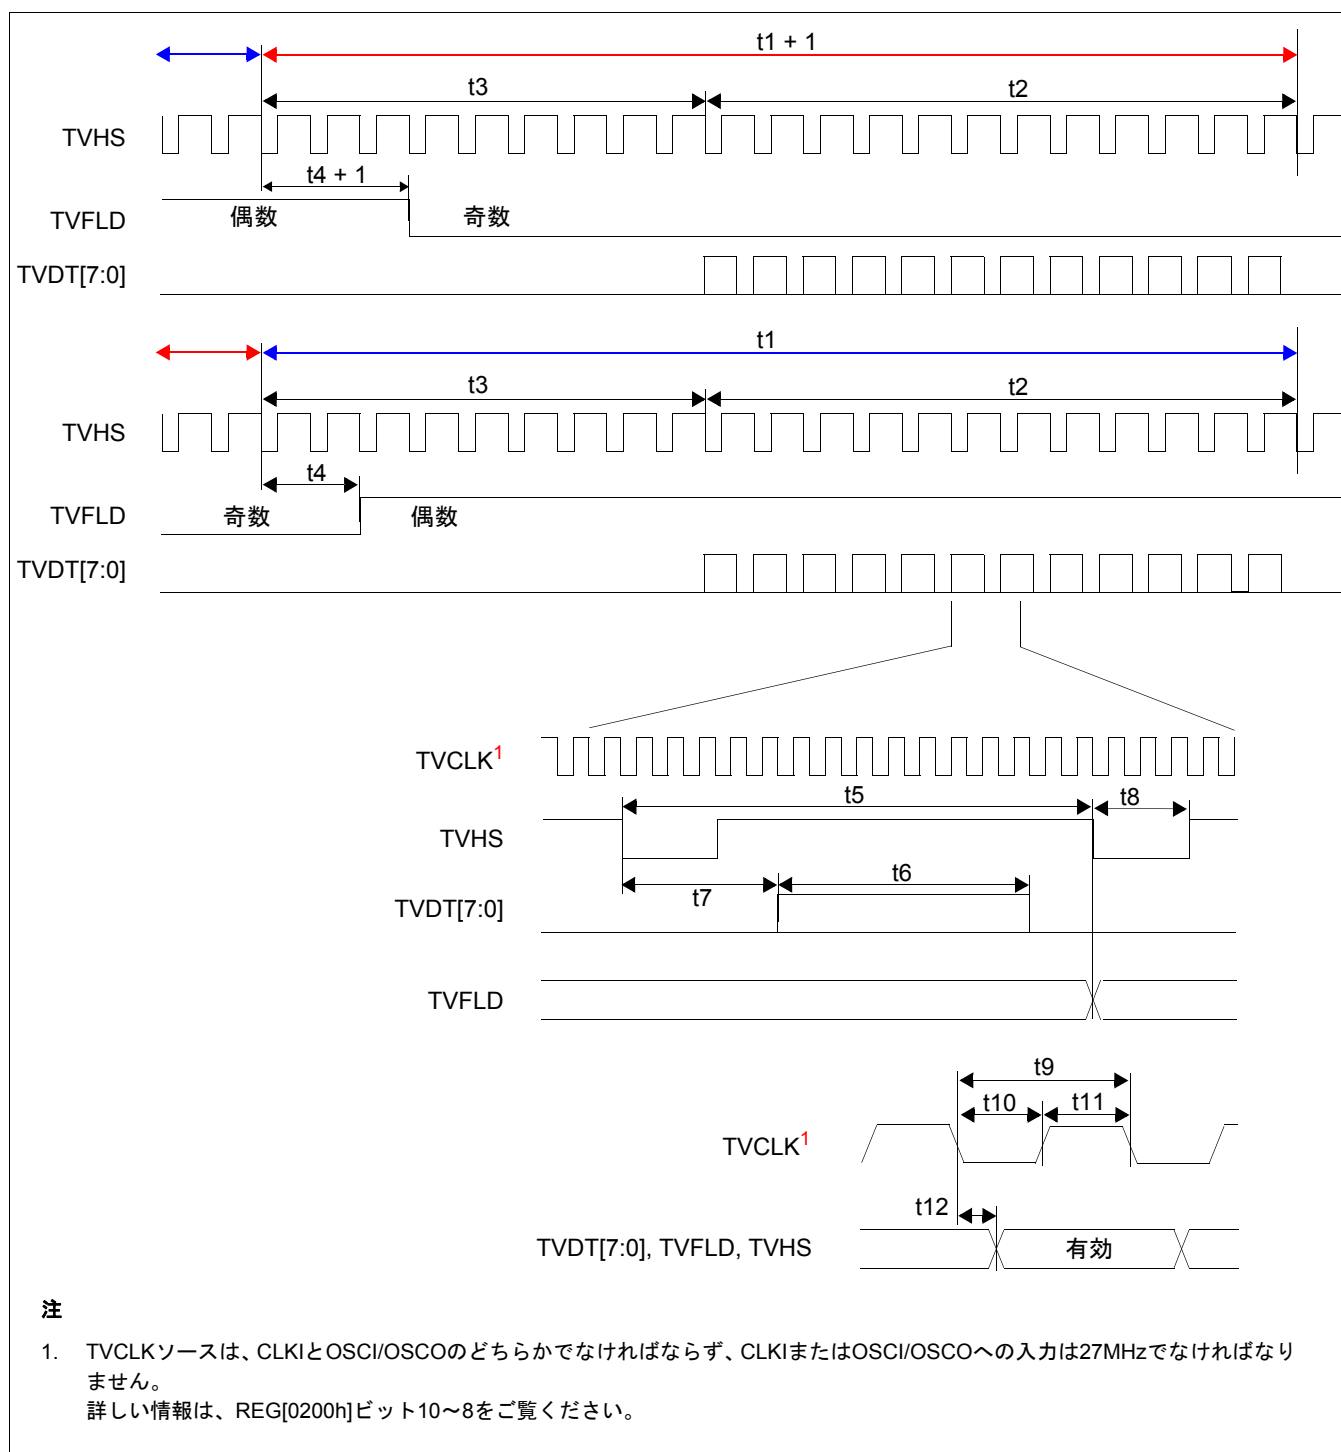 t1 + 1
t3
t2
TVHS
t4 + 1
TVFLD
偶数
奇数
TVDT[7:0]
t1
t3
t2
TVHS
t4
TVFLD
奇数
偶数
TVDT[7:0]
TVCLK1
t5
t8
TVHS
t7
t6
TVDT[7:0]
TVFLD
t9
t10
t11
TVCLK1
t12
TVDT[7:0], TVFLD, TVHS
有効
注
1. TVCLKソースは、CLKIとOSCI/OSCOのどちらかでなければならず、CLKIまたはOSCI/OSCOへの入力は27MHzでなければなり
ません。
詳しい情報は、REG[0200h]ビット10～8をご覧ください。